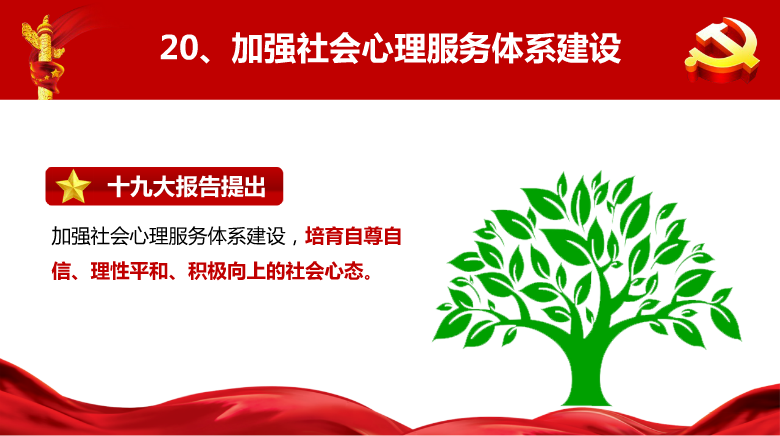 20、加强社会心理服务体系建设
十九大报告提出
加强社会心理服务体系建设，培育自尊自
信、理性平和、积极向上的社会心态。